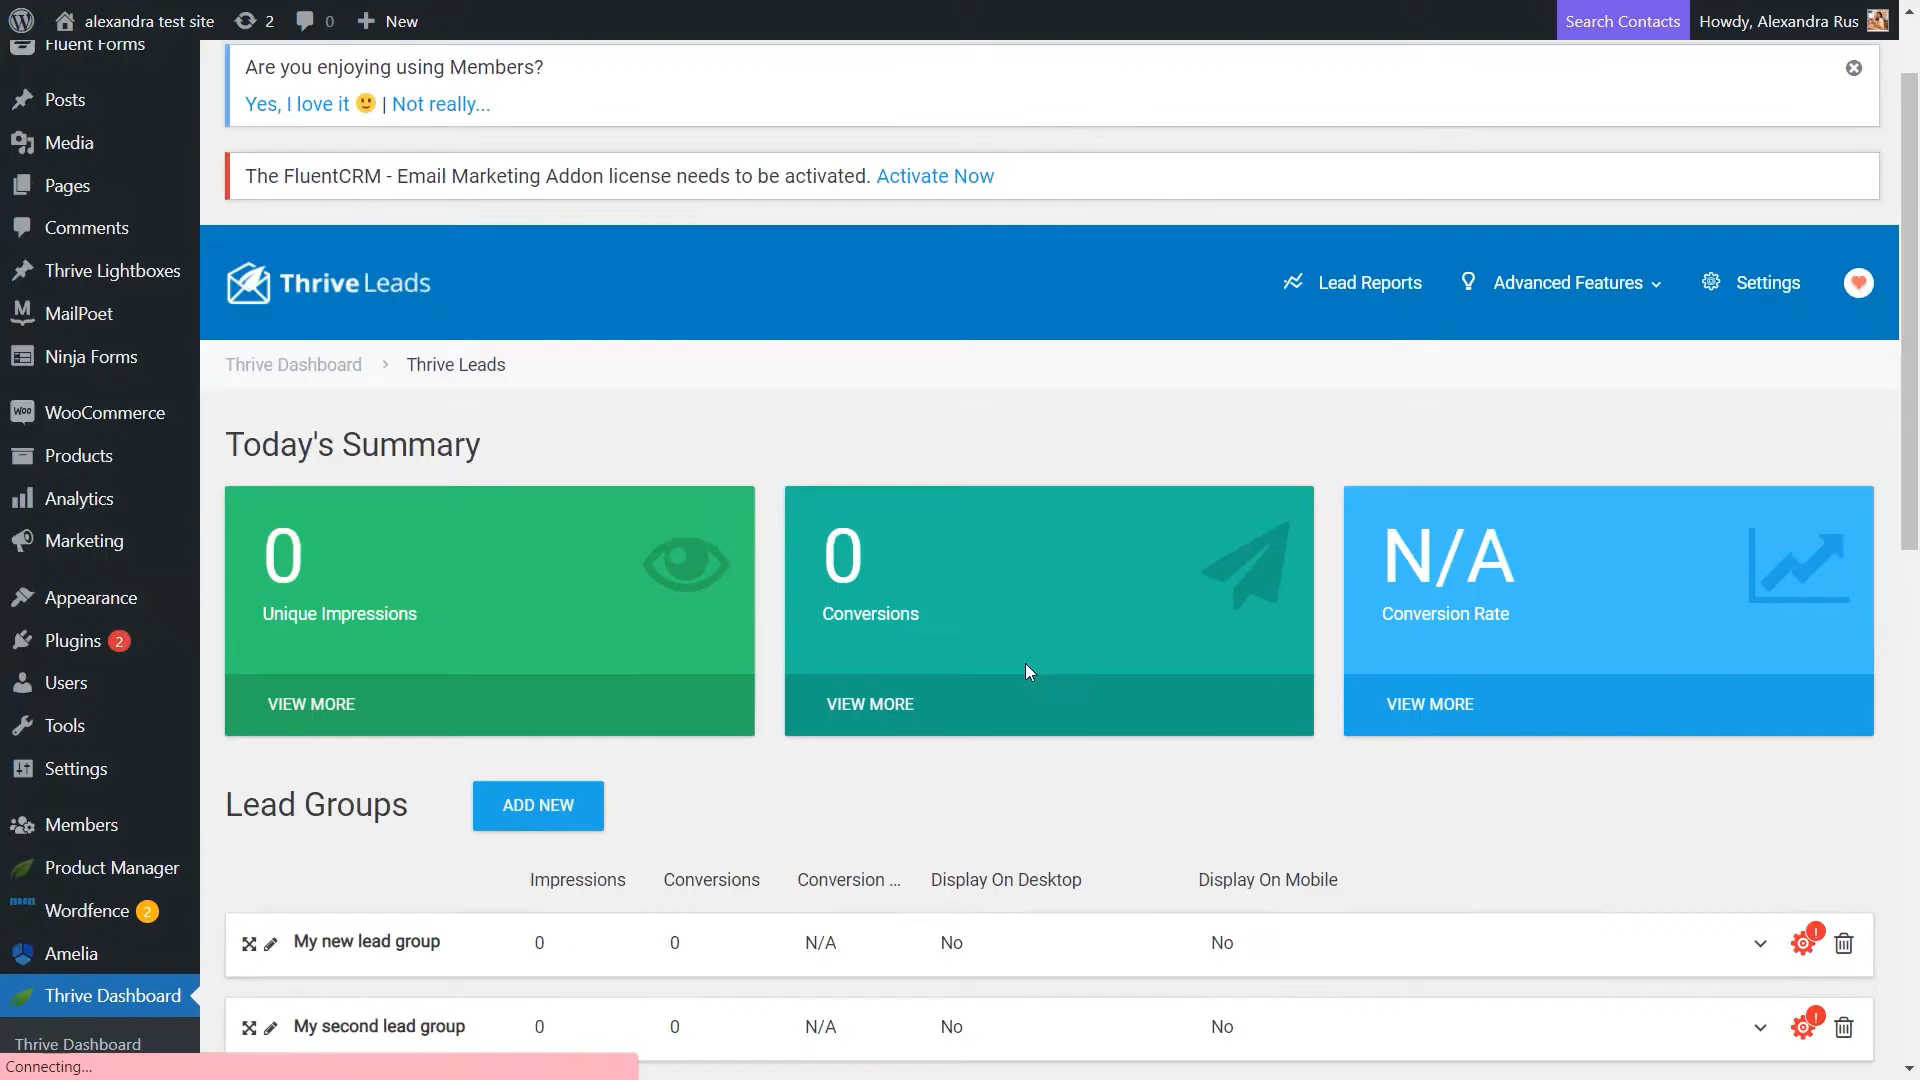 alexandra test site
2
0
New
Search Contacts
Howdy, Alexandra Rus
Fluent Forms
Posts
Media
Pages
Comments
Thrive Lightboxes
MailPoet
Ninja Forms
WooCommerce
Products
Analytics
Marketing
Appearance
Plugins 2
Users
Tools
Settings
Members
Product Manager
Wordfence 2
Amelia
Thrive Dashboard
Thrive Dashboard
Connecting...
Are you enjoying using Members?
Yes, I love it 🙂 | Not really...
The FluentCRM - Email Marketing Addon license needs to be activated. Activate Now
Thrive Leads
Lead Reports
Advanced Features
Settings
Thrive Dashboard > Thrive Leads
Today's Summary
0
Unique Impressions
VIEW MORE
0
Conversions
VIEW MORE
N/A
Conversion Rate
VIEW MORE
Lead Groups
ADD NEW
Impressions Conversions Conversion ... Display On Desktop Display On Mobile
My new lead group 0 0 N/A No No
My second lead group 0 0 N/A No No